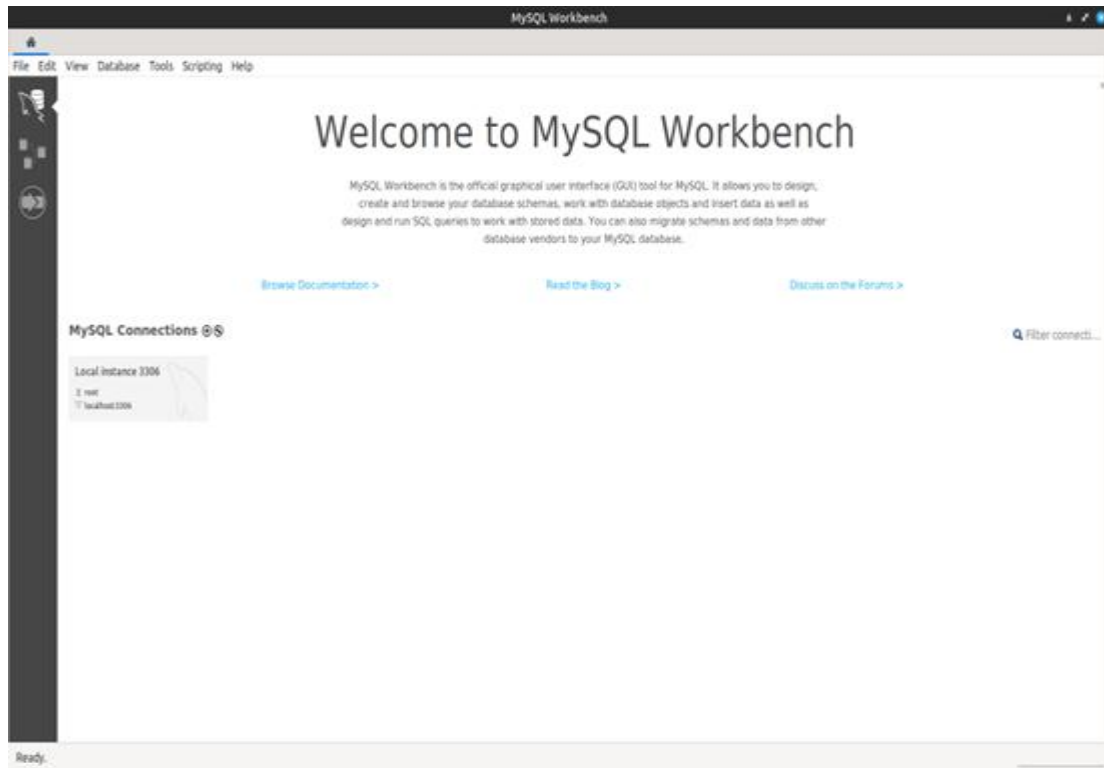 MySQL Workbench
File Edit View Database Tools Scripting Help
Welcome to MySQL Workbench
MySQL Workbench is the official graphical user interface (GUI) tool for MySQL. It allows you to design,
create and browse your database schemas, work with database objects and insert data as well as
design and run SQL queries to work with stored data. You can also migrate schemas and data from other
database vendors to your MySQL database.
Browse Documentation > Read the Blog > Discuss on the Forums >
MySQL Connections
Filter connecti...
Local instance 3306
root
localhost:3306
Ready.